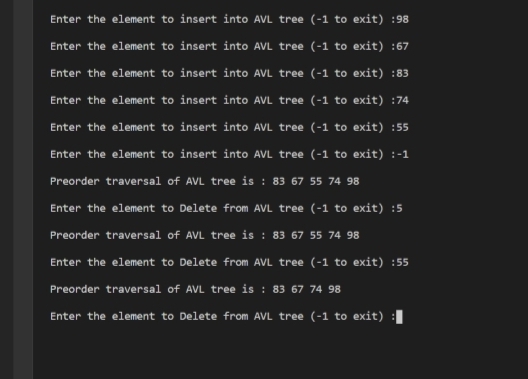 Enter the element to insert into AVL tree (-1 to exit) :98
Enter the element to insert into AVL tree (-1 to exit) :67
Enter the element to insert into AVL tree (-1 to exit) :83
Enter the element to insert into AVL tree (-1 to exit) :74
Enter the element to insert into AVL tree (-1 to exit) :55
Enter the element to insert into AVL tree (-1 to exit) :-1
Preorder traversal of AVL tree is : 83 67 55 74 98
Enter the element to Delete from AVL tree (-1 to exit) :5
Preorder traversal of AVL tree is : 83 67 55 74 98
Enter the element to Delete from AVL tree (-1 to exit) :55
Preorder traversal of AVL tree is : 83 67 74 98
Enter the element to Delete from AVL tree (-1 to exit) :